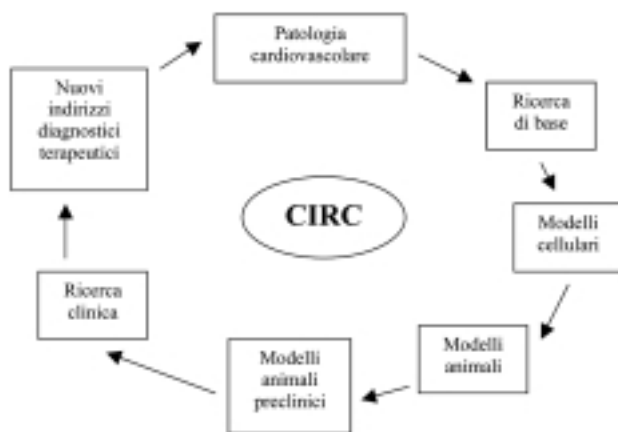 Patologia
cardiovascolare
Ricerca
di base
Modelli
cellulari
Modelli
animali
Modelli
animali
preclinici
Ricerca
clinica
Nuovi
indirizzi
diagnostici
terapeutici
CIRC